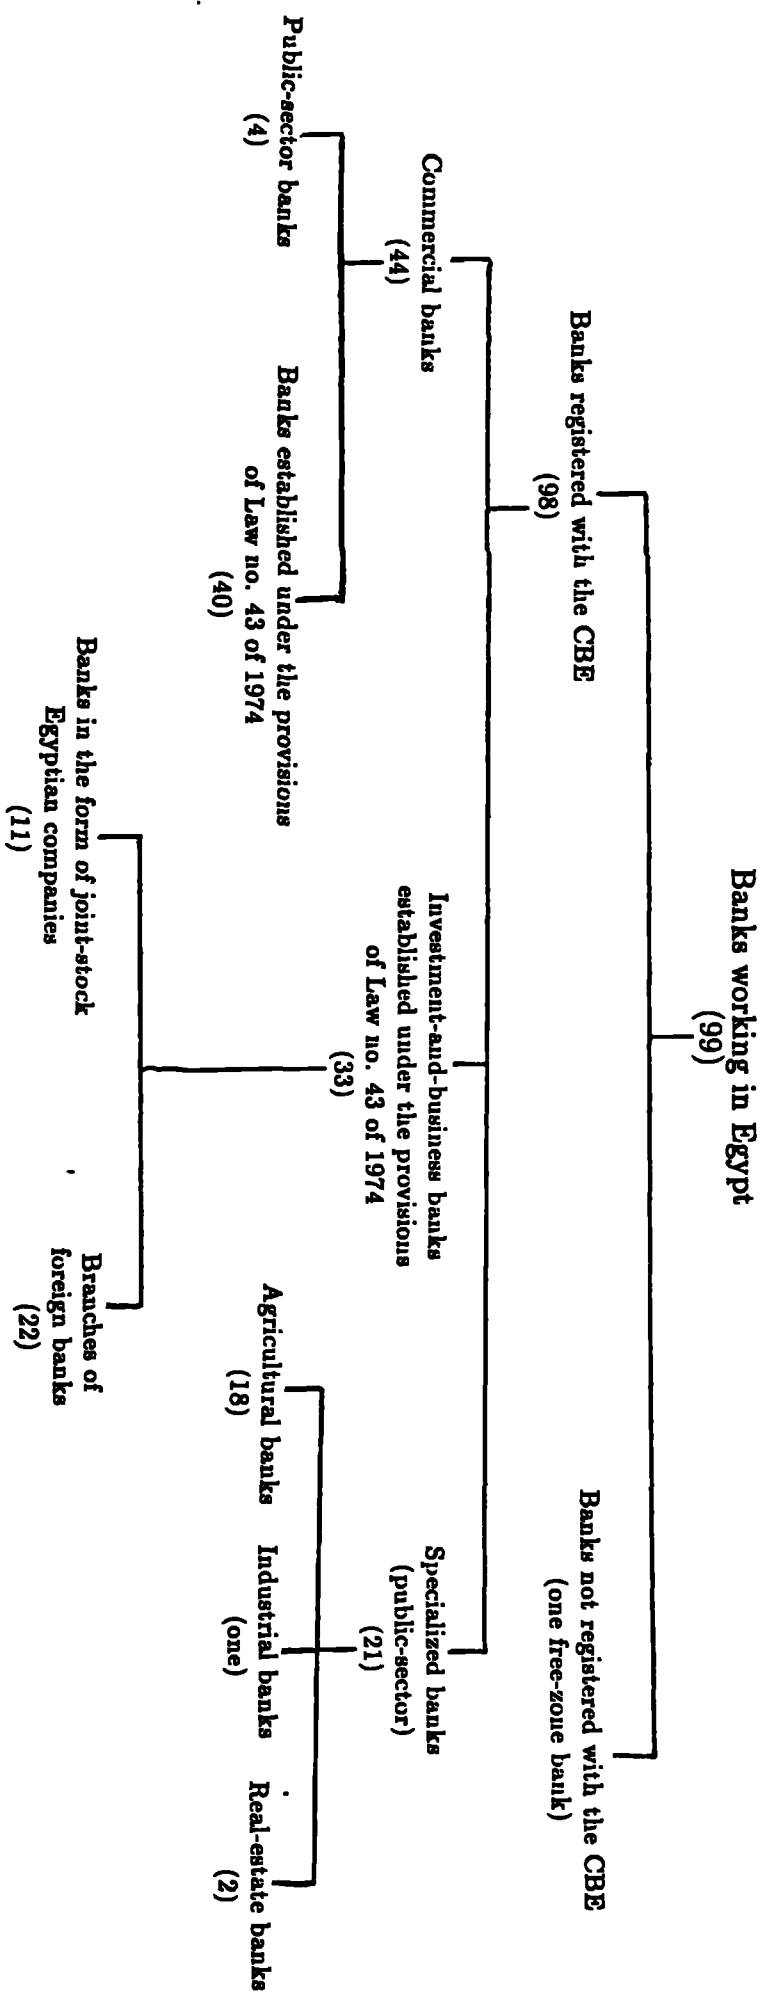 Banks working in Egypt
(99)
Banks registered with the CBE
(98)
Banks not registered with the CBE
(one free-zone bank)
Commercial banks
(44)
Investment-and-business banks
established under the provisions
of Law no. 43 of 1974
(33)
Specialized banks
(public-sector)
(21)
Public-sector banks
(4)
Banks established under the provisions
of Law no. 43 of 1974
(40)
Agricultural banks
(18)
Industrial banks
(one)
Real-estate banks
(2)
Banks in the form of joint-stock
Egyptian companies
(11)
Branches of
foreign banks
(22)